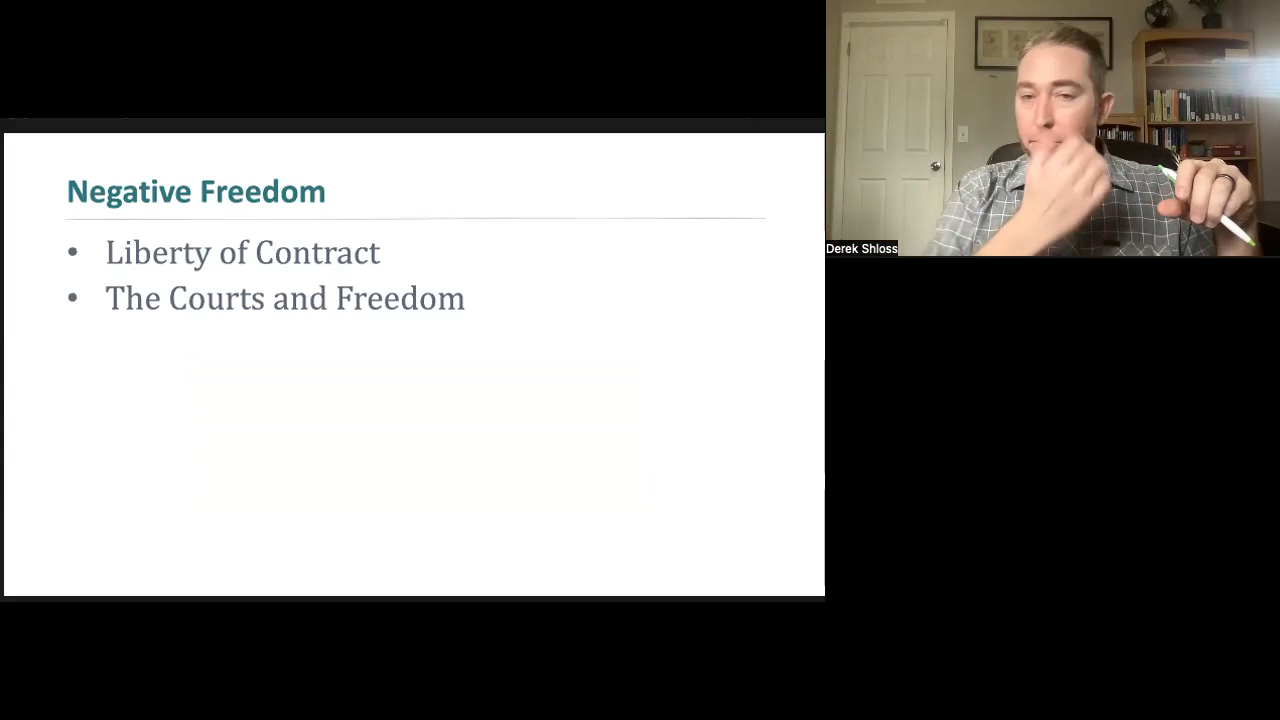 Negative Freedom
• Liberty of Contract
• The Courts and Freedom
Derek Shloss